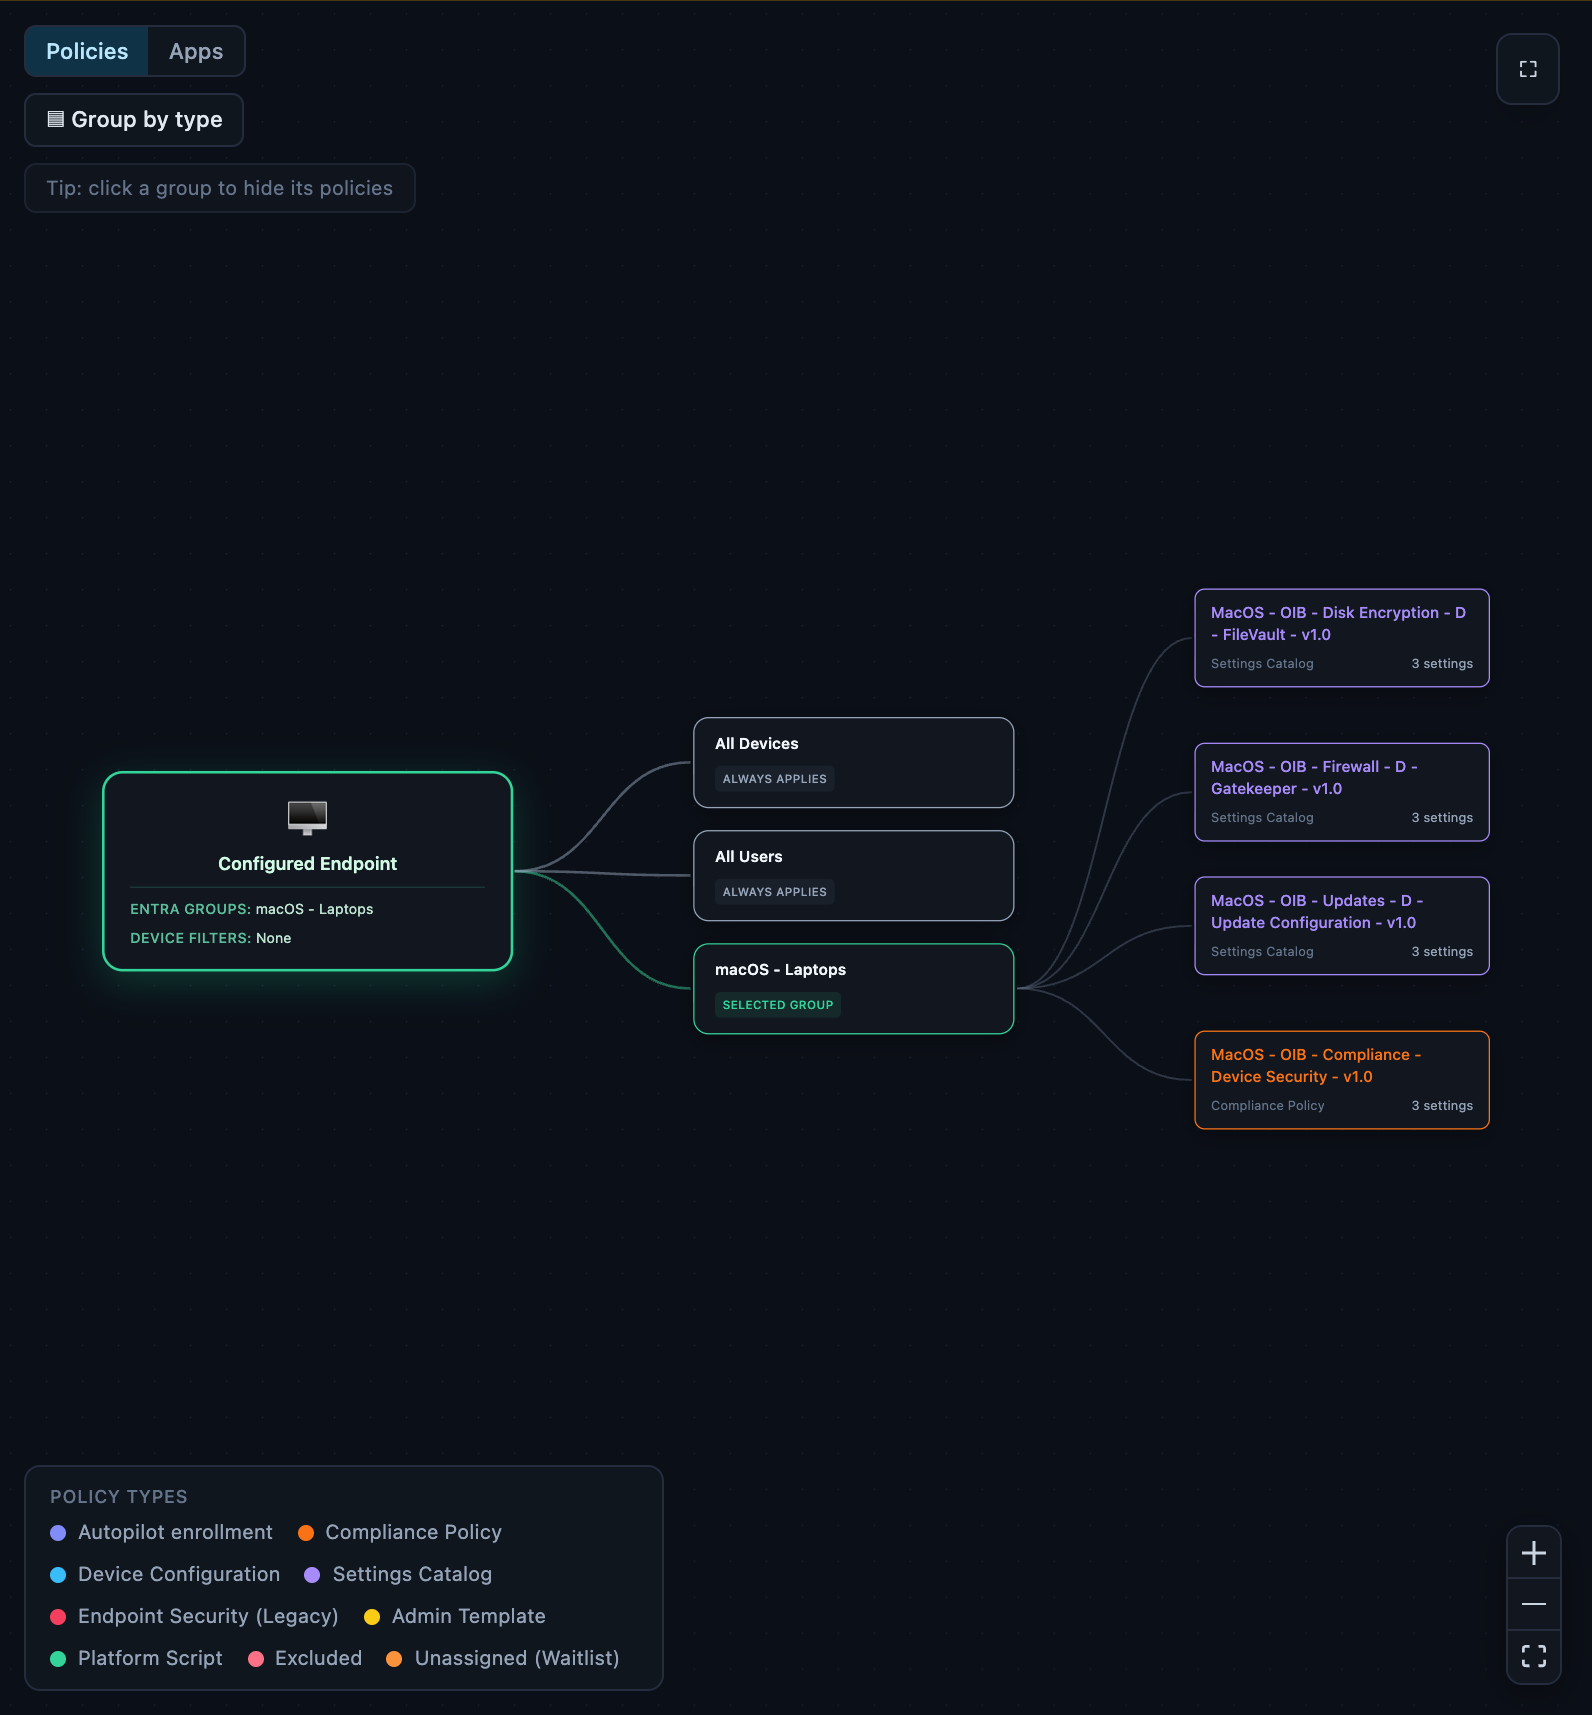 Policies
Apps
Group by type
Tip: click a group to hide its policies
Configured Endpoint
ENTRA GROUPS: macOS - Laptops
DEVICE FILTERS: None
All Devices
ALWAYS APPLIES
All Users
ALWAYS APPLIES
macOS - Laptops
SELECTED GROUP
MacOS - OIB - Disk Encryption - D
- FileVault - v1.0
Settings Catalog 3 settings
MacOS - OIB - Firewall - D -
Gatekeeper - v1.0
Settings Catalog 3 settings
MacOS - OIB - Updates - D -
Update Configuration - v1.0
Settings Catalog 3 settings
MacOS - OIB - Compliance -
Device Security - v1.0
Compliance Policy 3 settings
POLICY TYPES
Autopilot enrollment Compliance Policy
Device Configuration Settings Catalog
Endpoint Security (Legacy) Admin Template
Platform Script Excluded Unassigned (Waitlist)